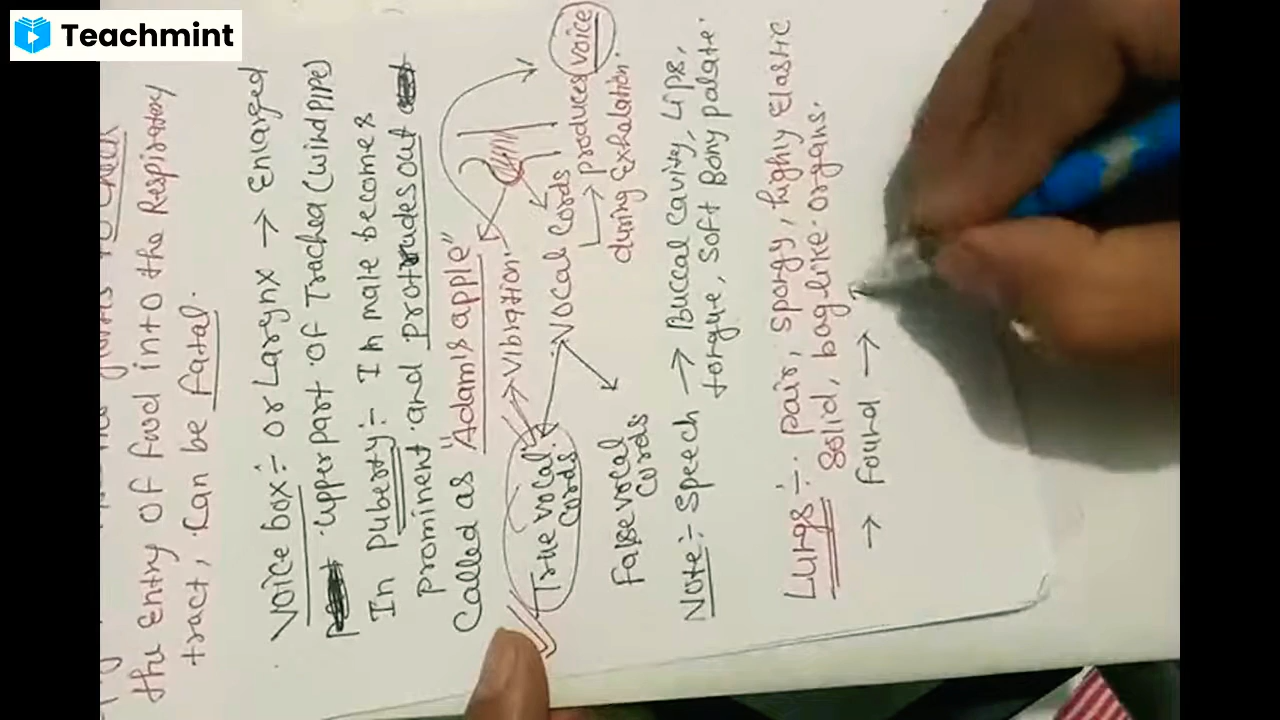 Teachmint
the Entry of food into the Respiratory
tract, can be fatal.
Voice box :- or Larynx → Enlarged
upper part of Trachea (wind pipe)
In puberty :- In male becomes
prominent and protrudes out
Called as "Adam's apple"
→ Vibration.
True vocal cords
Vocal Cords
→ produces voice
during Exhalation.
False vocal cords
Note :- Speech → Buccal Cavity, Lips,
tongue, Soft Bony palate.
Lungs :- pair, spongy, highly Elastic
Solid, bag like organs.
→ found →